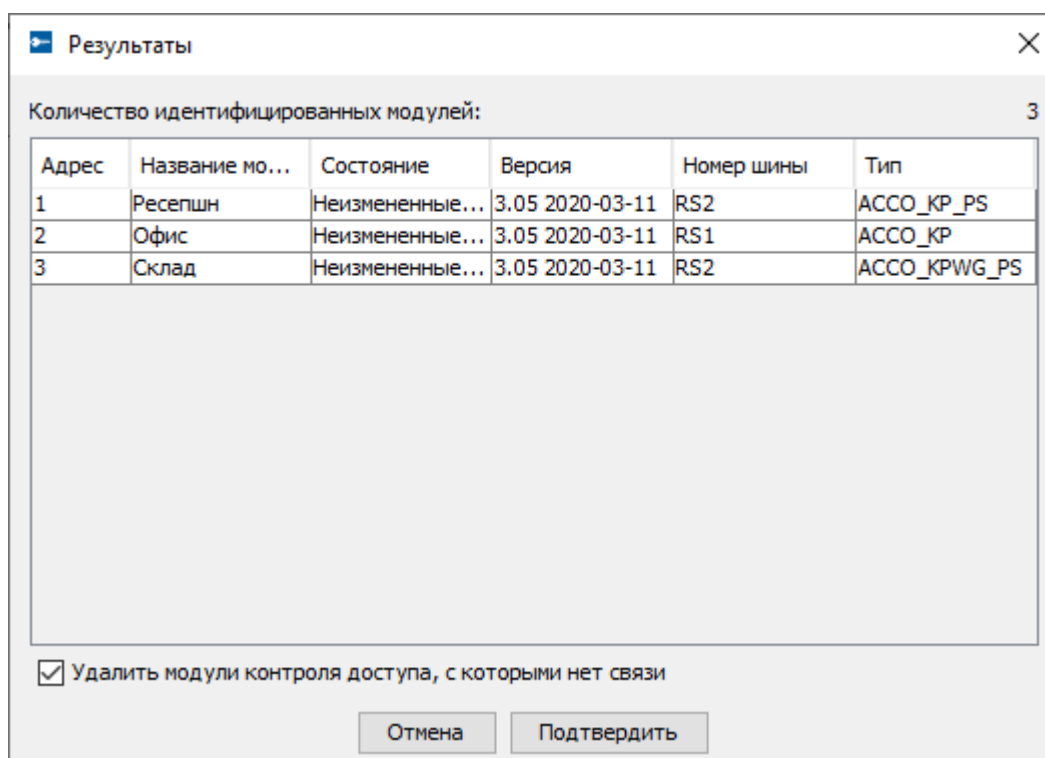 Результаты
Количество идентифицированных модулей: 3
Адрес Название мо... Состояние Версия Номер шины Тип
1 Ресепшн Неизмененные... 3.05 2020-03-11 RS2 ACCO_KP_PS
2 Офис Неизмененные... 3.05 2020-03-11 RS1 ACCO_KP
3 Склад Неизмененные... 3.05 2020-03-11 RS2 ACCO_KPWG_PS
Удалить модули контроля доступа, с которыми нет связи
Отмена Подтвердить